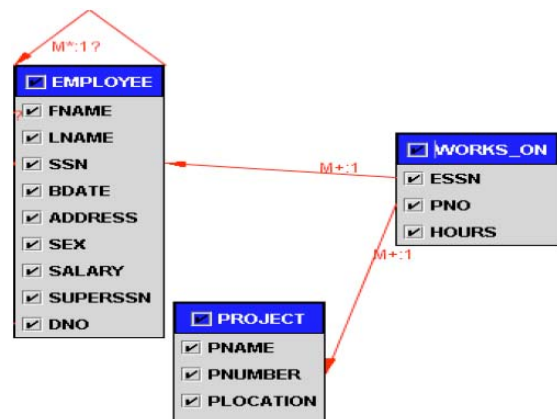 M*:1?
EMPLOYEE
FNAME
LNAME
SSN
BDATE
ADDRESS
SEX
SALARY
SUPERSSN
DNO
M+:1
WORKS_ON
ESSN
PNO
HOURS
M+:1
PROJECT
PNAME
PNUMBER
PLOCATION